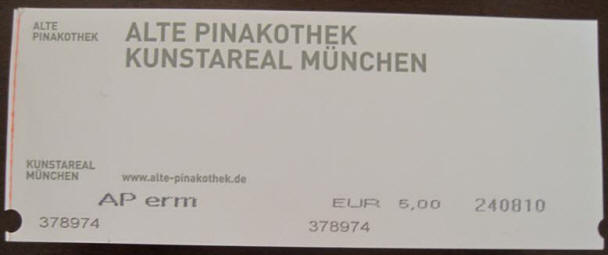 ALTE
PINAKOTHEK
ALTE PINAKOTHEK
KUNSTAREAL MÜNCHEN
KUNSTAREAL
MÜNCHEN
www.alte-pinakothek.de
AP erm EUR 5,00 240810
378974 378974